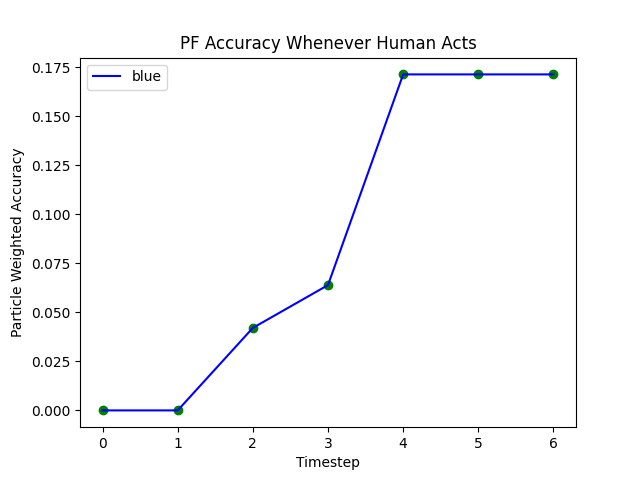 PF Accuracy Whenever Human Acts
blue
0.175
0.150
0.125
0.100
0.075
0.050
0.025
0.000
Particle Weighted Accuracy
0 1 2 3 4 5 6
Timestep